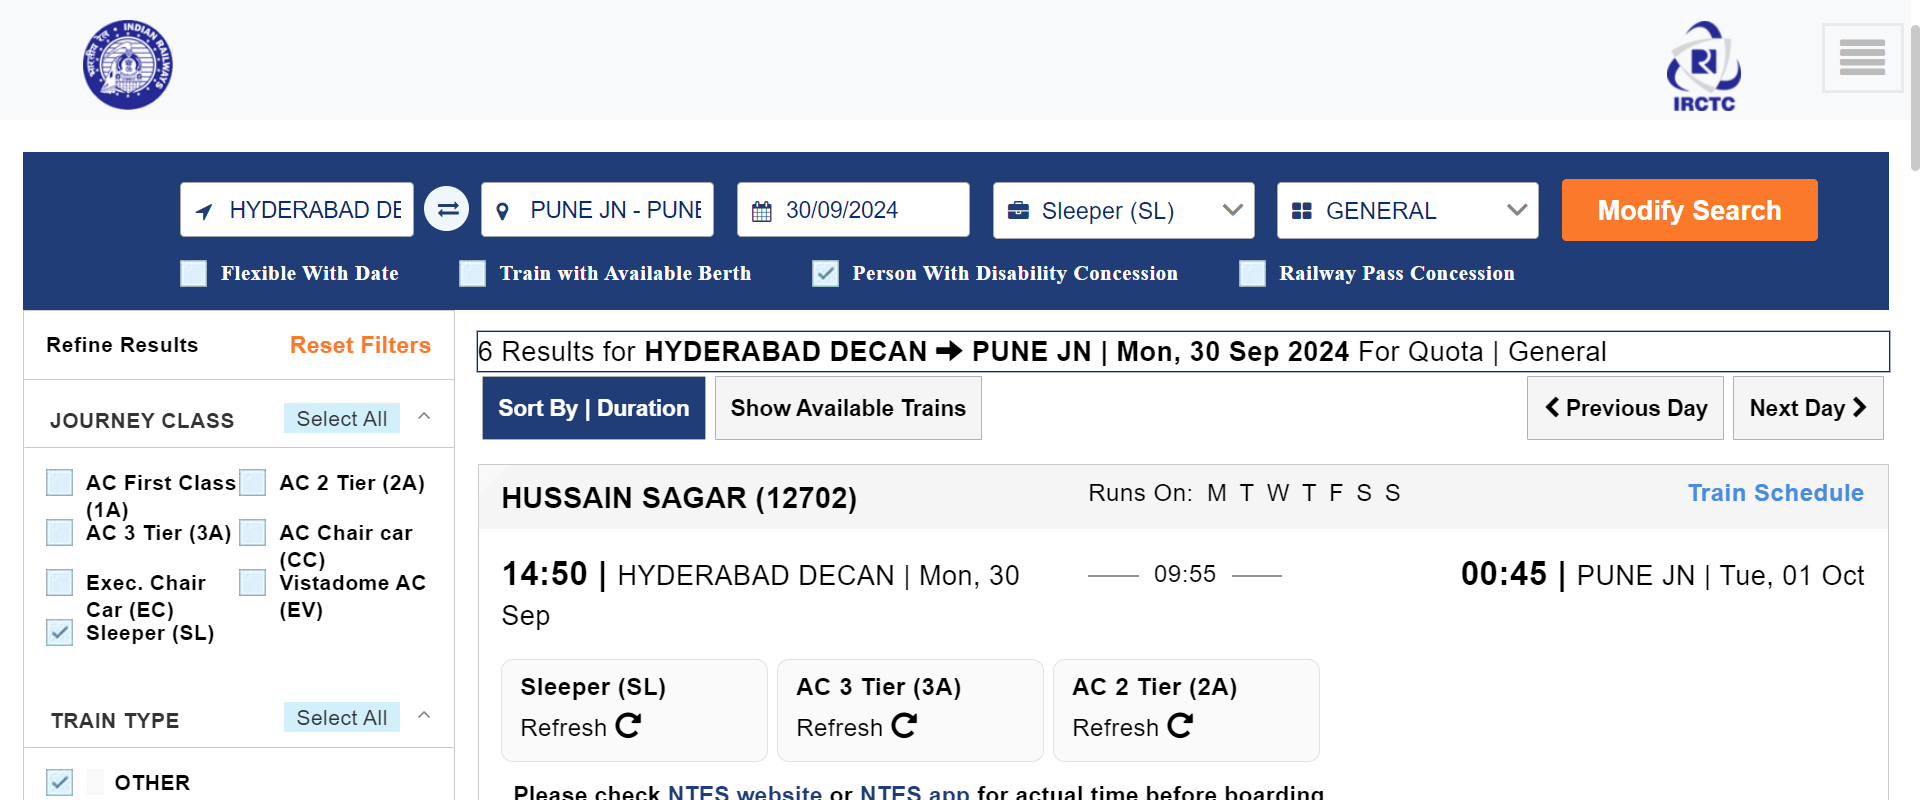 भारतीय रेल • INDIAN RAILWAYS
IRCTC
HYDERABAD DE
PUNE JN - PUNE
30/09/2024
Sleeper (SL)
GENERAL
Modify Search
Flexible With Date
Train with Available Berth
Person With Disability Concession
Railway Pass Concession
Refine Results
Reset Filters
JOURNEY CLASS
Select All
AC First Class
(1A)
AC 2 Tier (2A)
AC 3 Tier (3A)
AC Chair car
(CC)
Exec. Chair
Car (EC)
Vistadome AC
(EV)
Sleeper (SL)
TRAIN TYPE
Select All
OTHER
6 Results for HYDERABAD DECAN → PUNE JN | Mon, 30 Sep 2024 For Quota | General
Sort By | Duration
Show Available Trains
Previous Day
Next Day
HUSSAIN SAGAR (12702)
Runs On: M T W T F S S
Train Schedule
14:50 | HYDERABAD DECAN | Mon, 30
Sep
09:55
00:45 | PUNE JN | Tue, 01 Oct
Sleeper (SL)
Refresh
AC 3 Tier (3A)
Refresh
AC 2 Tier (2A)
Refresh
Please check NTES website or NTES app for actual time before boarding